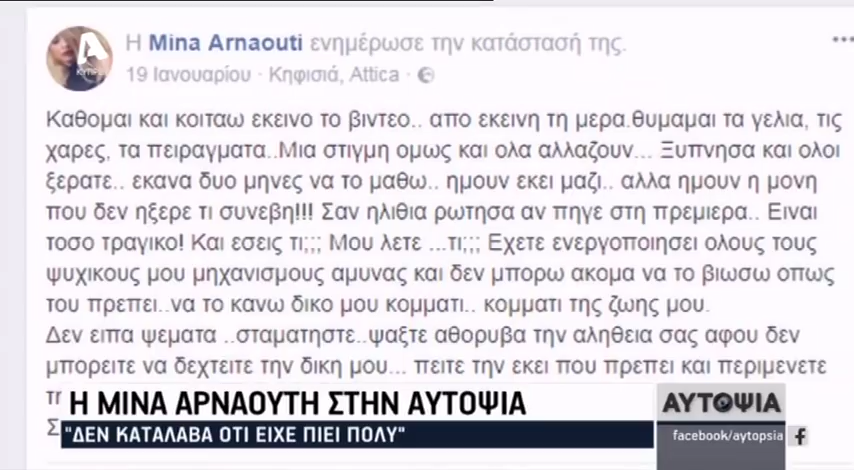 Η Mina Arnaouti ενημέρωσε την κατάστασή της.
19 Ιανουαρίου · Κηφισιά, Attica ·
Καθομαι και κοιταω εκεινο το βιντεο.. απο εκεινη τη μερα.θυμαμαι τα γελια, τις
χαρες, τα πειραγματα..Μια στιγμη ομως και ολα αλλαζουν... Ξυπνησα και ολοι
ξερατε.. εκανα δυο μηνες να το μαθω.. ημουν εκει μαζι.. αλλα ημουν η μονη
που δεν ηξερε τι συνεβη!!! Σαν ηλιθια ρωτησα αν πηγε στη πρεμιερα.. Ειναι
τοσο τραγικο! Και εσεις τι;;; Μου λετε ...τι;;; Εχετε ενεργοποιησει ολους τους
ψυχικους μου μηχανισμους αμυνας και δεν μπορω ακομα να το βιωσω οπως
του πρεπει..να το κανω δικο μου κομματι.. κομματι της ζωης μου.
Δεν ειπα ψεματα ..σταματηστε..ψαξτε αθορυβα την αληθεια σας αφου δεν
μπορειτε να δεχτειτε την δικη μου... πειτε την εκει που πρεπει και περιμενετε
Η ΜΙΝΑ ΑΡΝΑΟΥΤΗ ΣΤΗΝ ΑΥΤΟΨΙΑ
"ΔΕΝ ΚΑΤΑΛΑΒΑ ΟΤΙ ΕΙΧΕ ΠΙΕΙ ΠΟΛΥ"
ΑΥΤΟΨΙΑ
facebook/aytopsia f